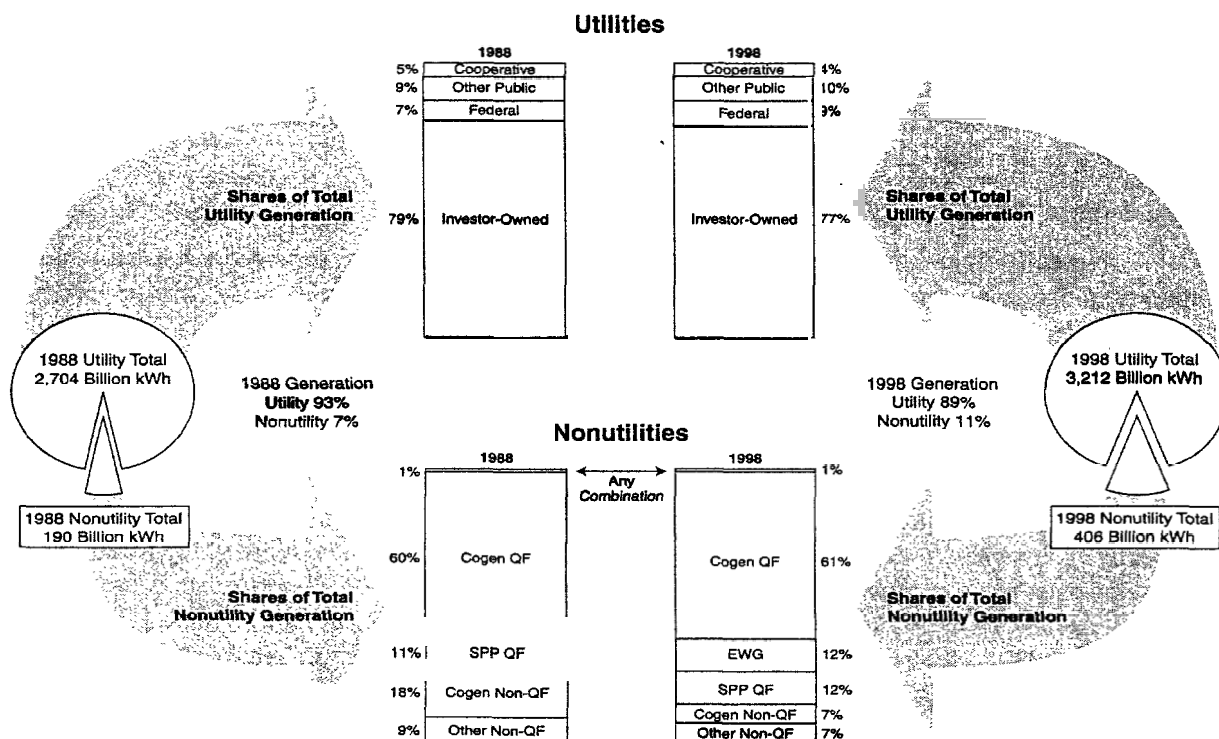 Utilities
1988
1998
5%
Cooperative
Cooperative
4%
9%
Other Public
Other Public
10%
7%
Federal
Federal
9%
Shares of Total
Utility Generation
79%
Investor-Owned
Investor-Owned
77%
Shares of Total
Utility Generation
1988 Utility Total
2,704 Billion kWh
1988 Generation
Utility 93%
Nonutility 7%
1998 Generation
Utility 89%
Nonutility 11%
1998 Utility Total
3,212 Billion kWh
Nonutilities
1988
1998
1%
Any
Combination
1%
1988 Nonutility Total
190 Billion kWh
1998 Nonutility Total
406 Billion kWh
60%
Cogen QF
Cogen QF
61%
Shares of Total
Nonutility Generation
Shares of Total
Nonutility Generation
11%
SPP QF
EWG
12%
18%
Cogen Non-QF
SPP QF
12%
Cogen Non-QF
7%
9%
Other Non-QF
Other Non-QF
7%